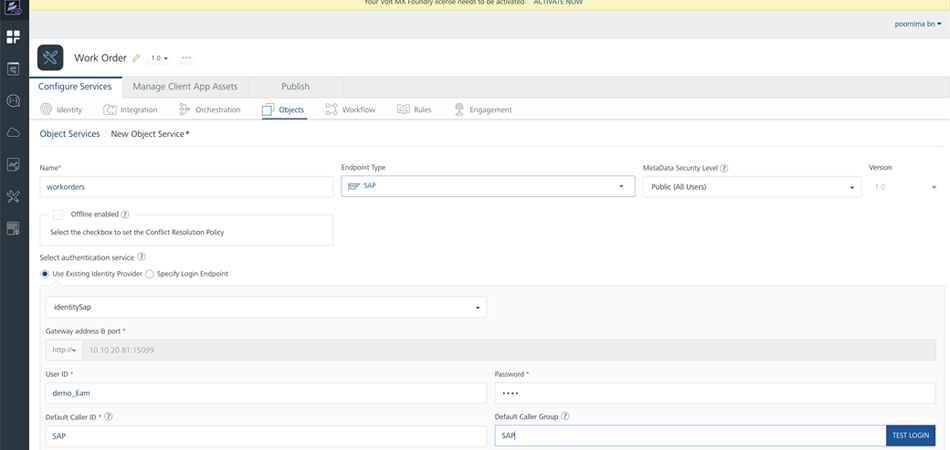 Your Volt MX Foundry license needs to be activated. ACTIVATE NOW
poornima bn
Work Order 1.0
Configure Services Manage Client App Assets Publish
Identity Integration Orchestration Objects Workflow Rules Engagement
Object Services / New Object Service*
Name* Endpoint Type MetaData Security Level ? Version
workorders SAP Public (All Users) 1.0
Offline enabled ?
Select the checkbox to set the Conflict Resolution Policy
Select authentication service ?
Use Existing Identity Provider Specify Login Endpoint
identitySap
Gateway address & port *
http:// 10.10.20.81:15099
User ID * Password *
demo_Eam ••••
Default Caller ID * ? Default Caller Group ?
SAP SAP TEST LOGIN